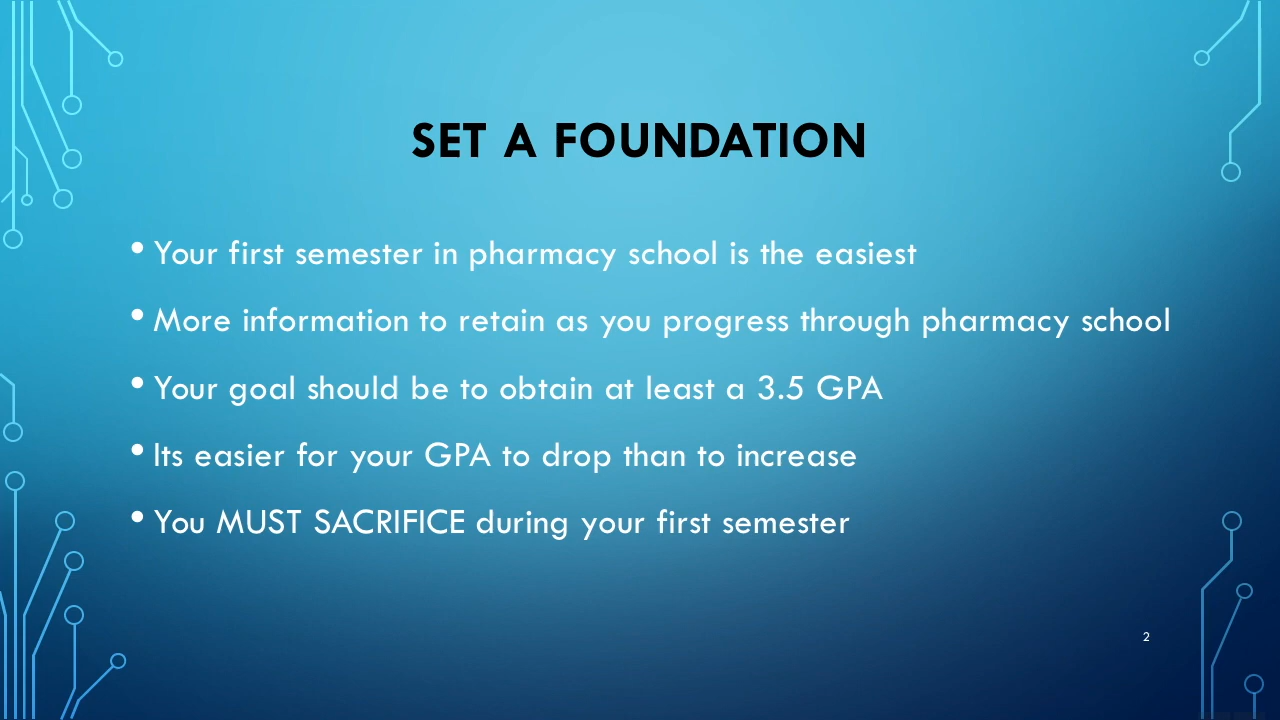 SET A FOUNDATION
• Your first semester in pharmacy school is the easiest
• More information to retain as you progress through pharmacy school
• Your goal should be to obtain at least a 3.5 GPA
• Its easier for your GPA to drop than to increase
• You MUST SACRIFICE during your first semester
2